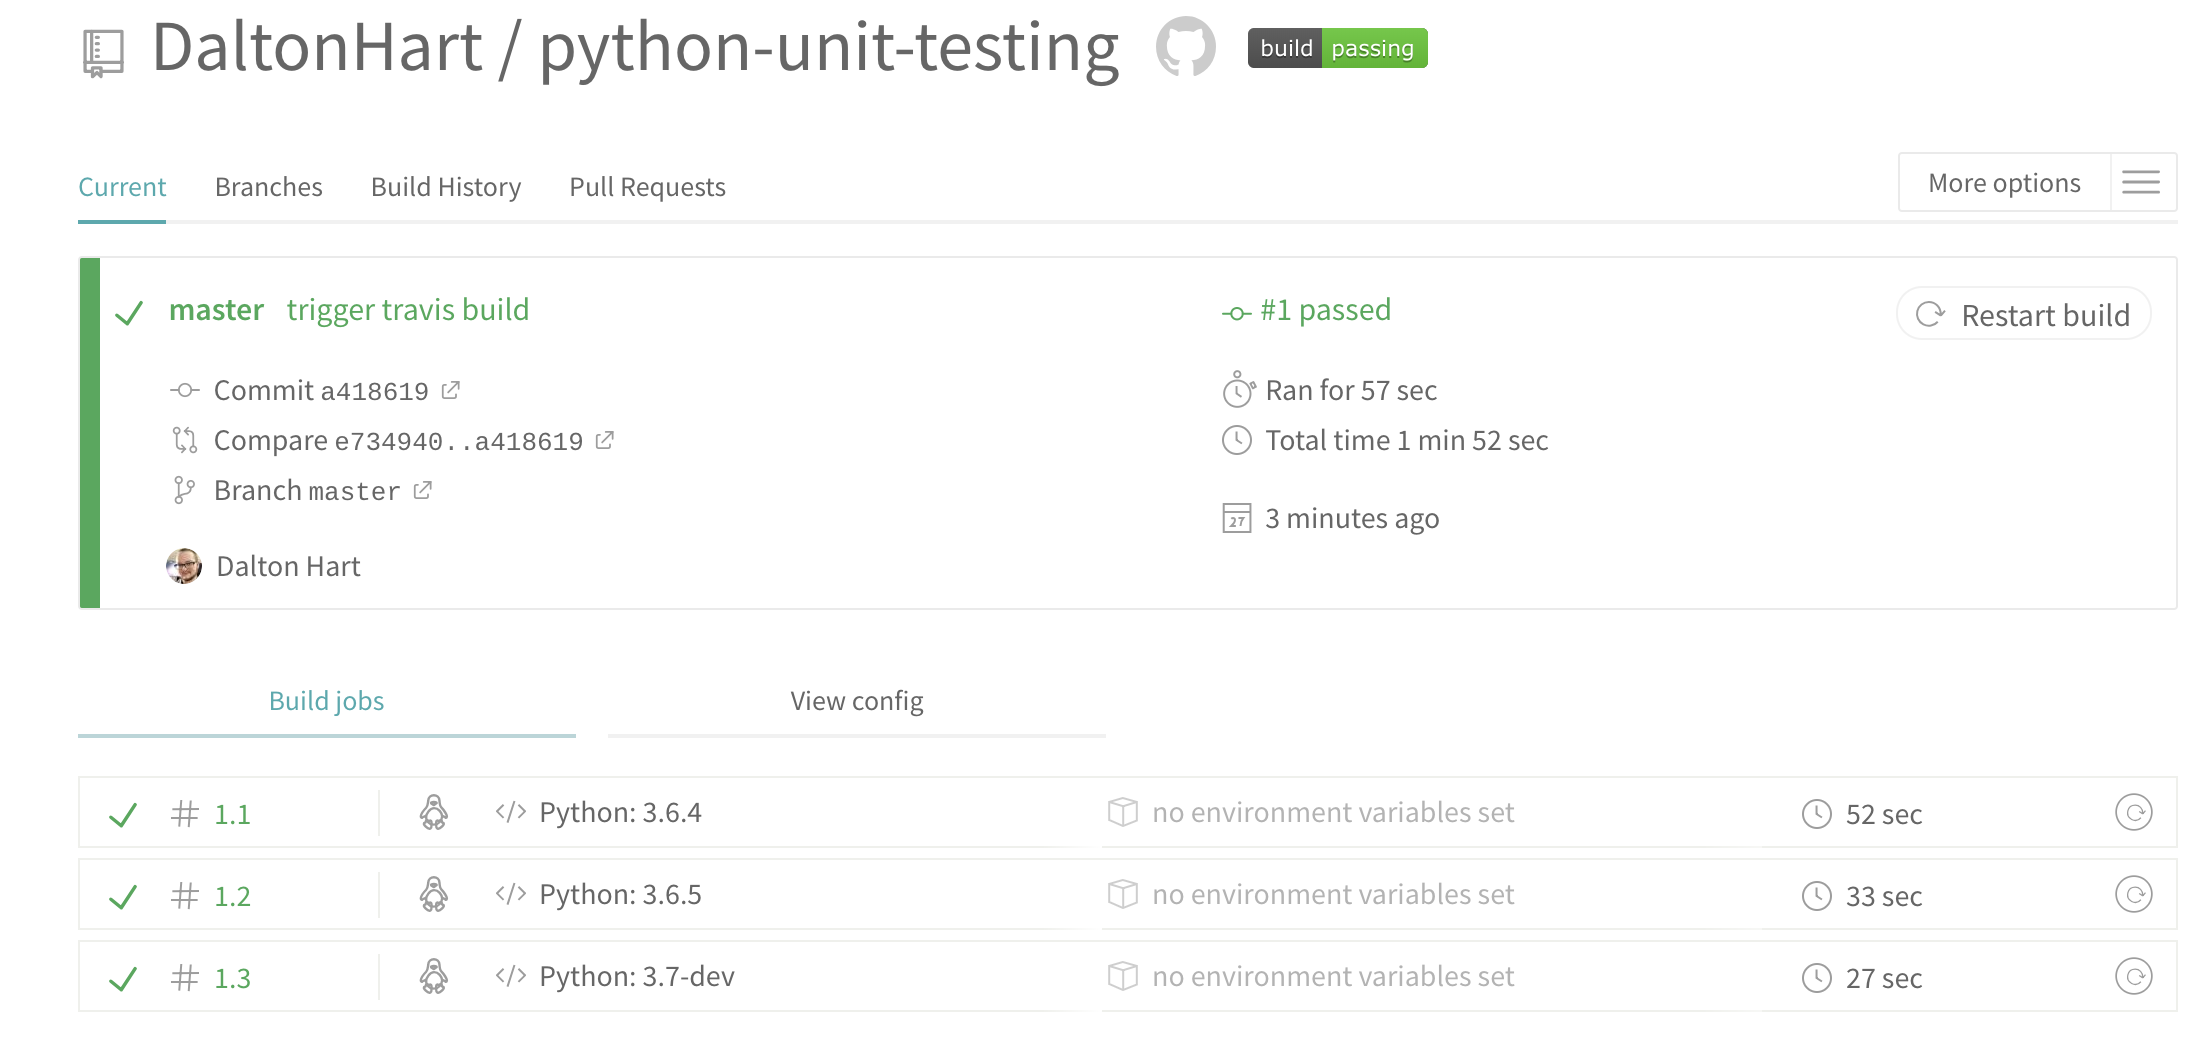 DaltonHart / python-unit-testing build passing
Current Branches Build History Pull Requests More options
master trigger travis build
Commit a418619
Compare e734940..a418619
Branch master
Dalton Hart
#1 passed
Ran for 57 sec
Total time 1 min 52 sec
27 3 minutes ago
Restart build
Build jobs View config
# 1.1 </> Python: 3.6.4 no environment variables set 52 sec
# 1.2 </> Python: 3.6.5 no environment variables set 33 sec
# 1.3 </> Python: 3.7-dev no environment variables set 27 sec